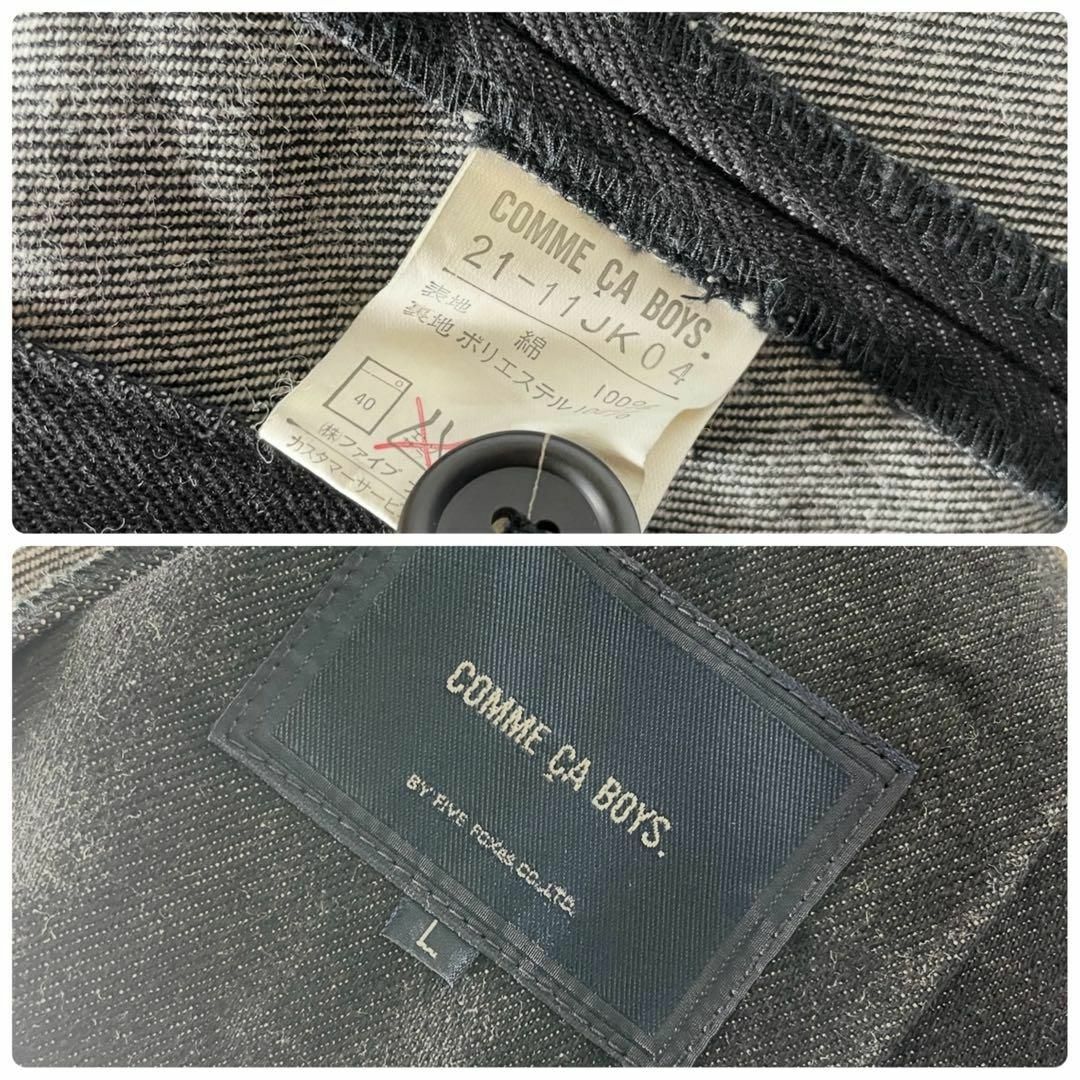 COMME ÇA BOYS.
21-11JK04
表地 綿 100%
裏地 ポリエステル 100%
40
(株)ファイブ
カスタマーサービ
COMME ÇA BOYS.
BY FIVE FOXES CO.,LTD.
L